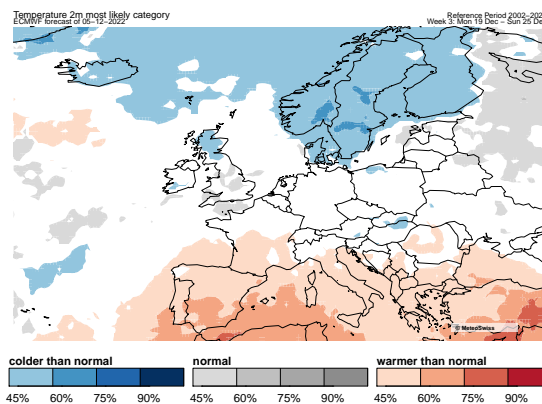 Temperature 2m most likely category
ECMWF forecast of 05−12−2022
Reference Period 2002−202
Week 3: Mon 19 Dec − Sun 25 De
© MeteoSwiss
colder than normal
normal
warmer than normal
45% 60% 75% 90%
45% 60% 75% 90%
45% 60% 75% 90%